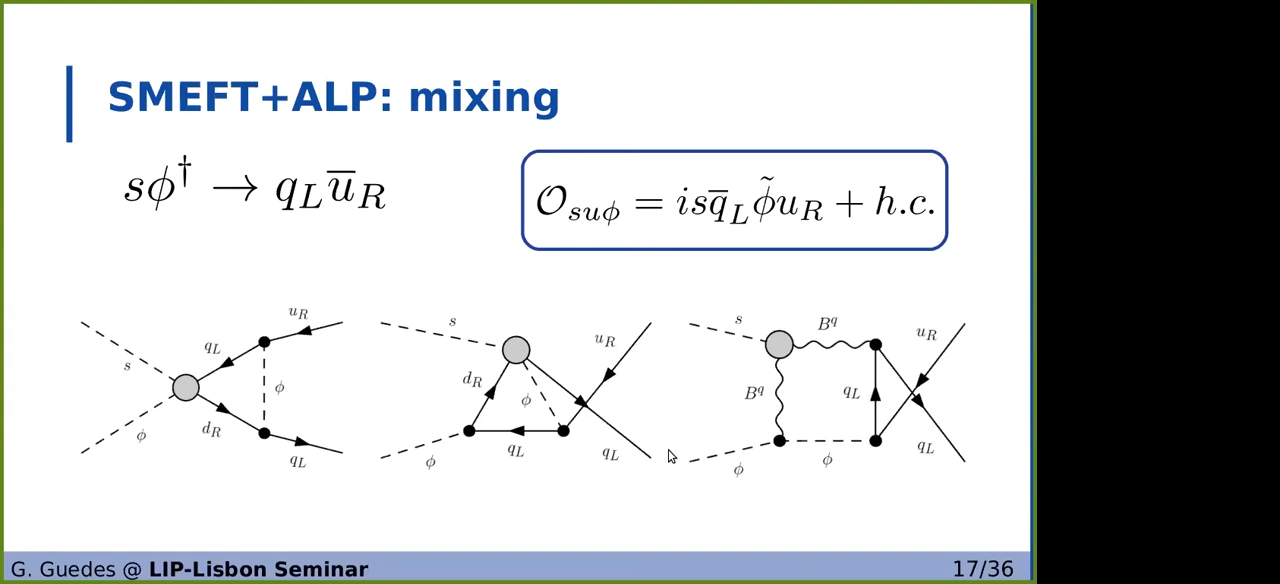 SMEFT+ALP: mixing
sϕ† → q_L u̅_R
𝒪_{suϕ} = is q̅_L ϕ̃ u_R + h.c.
s ϕ q_L d_R ϕ u_R q_L
s d_R ϕ ϕ q_L u_R q_L
s B^q B^q q_L ϕ ϕ u_R q_L
G. Guedes @ LIP-Lisbon Seminar
17/36